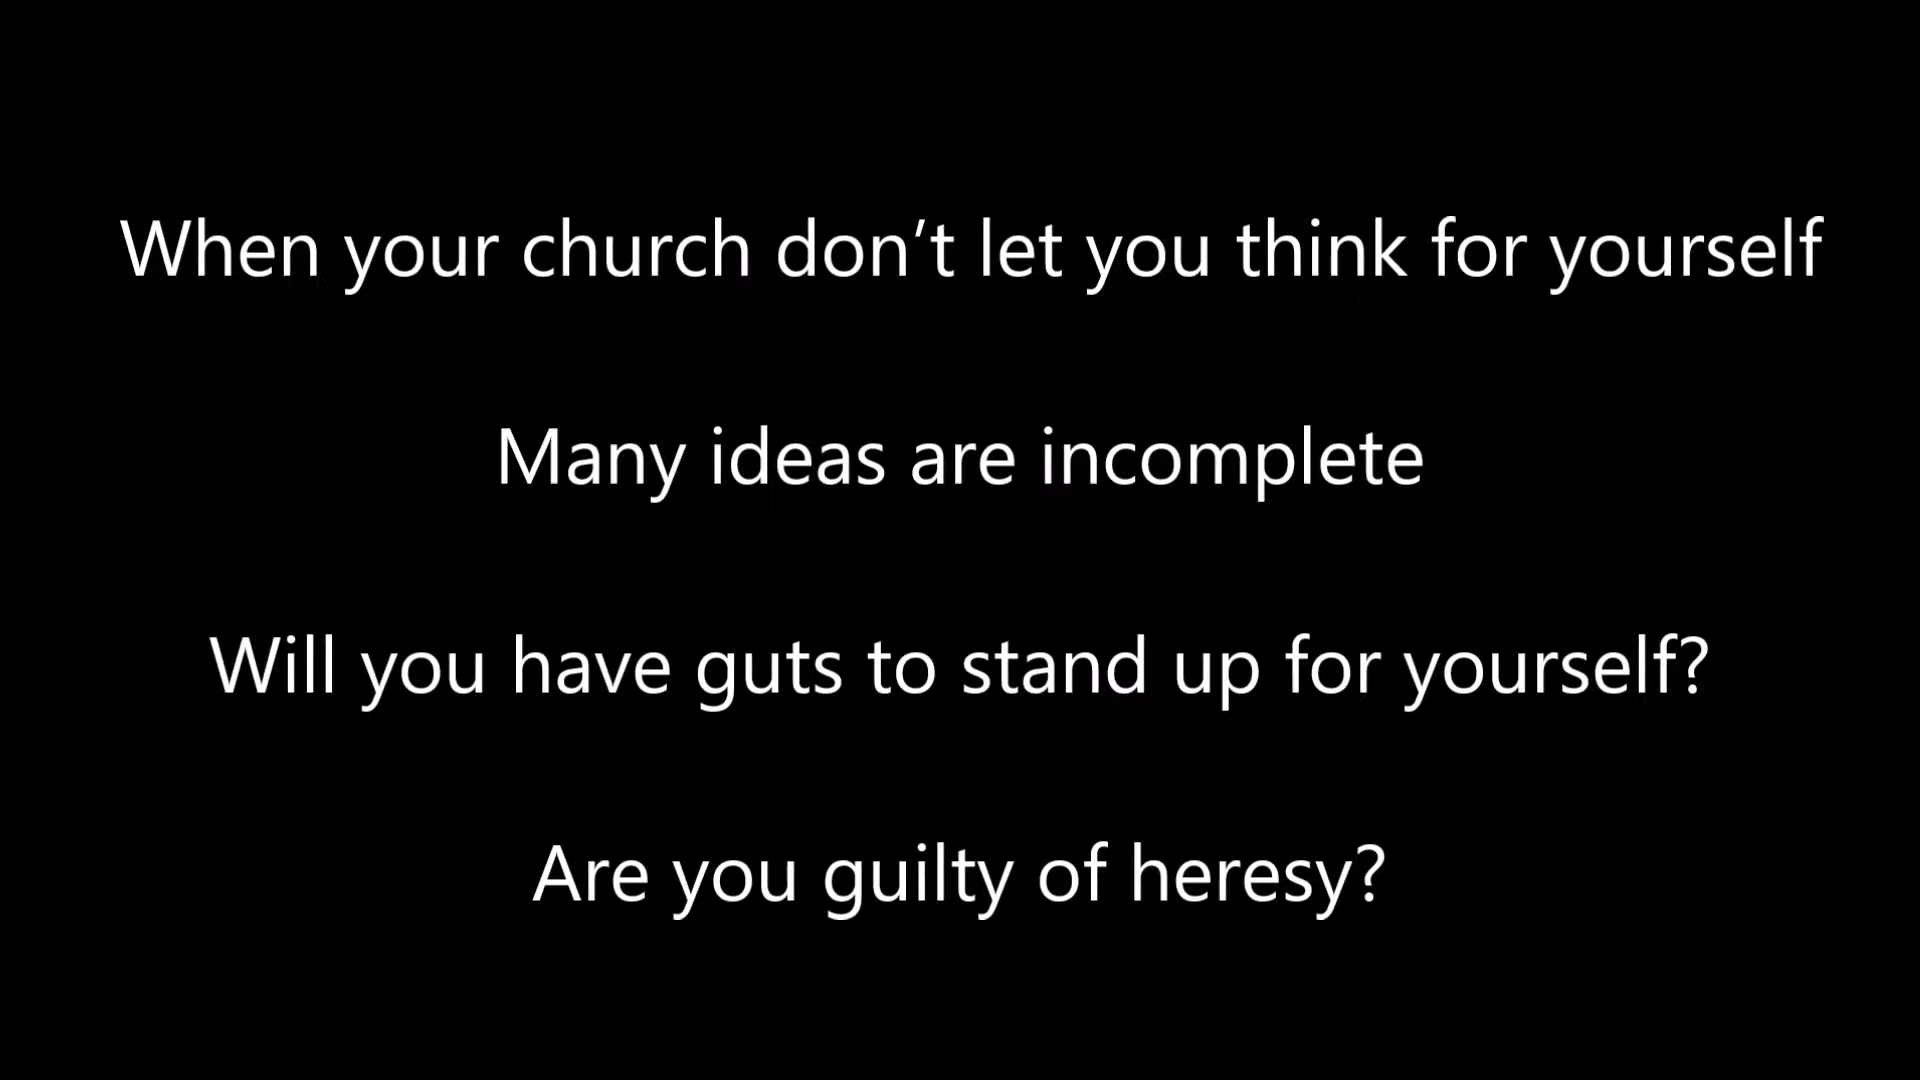 When your church don’t let you think for yourself
Many ideas are incomplete
Will you have guts to stand up for yourself?
Are you guilty of heresy?